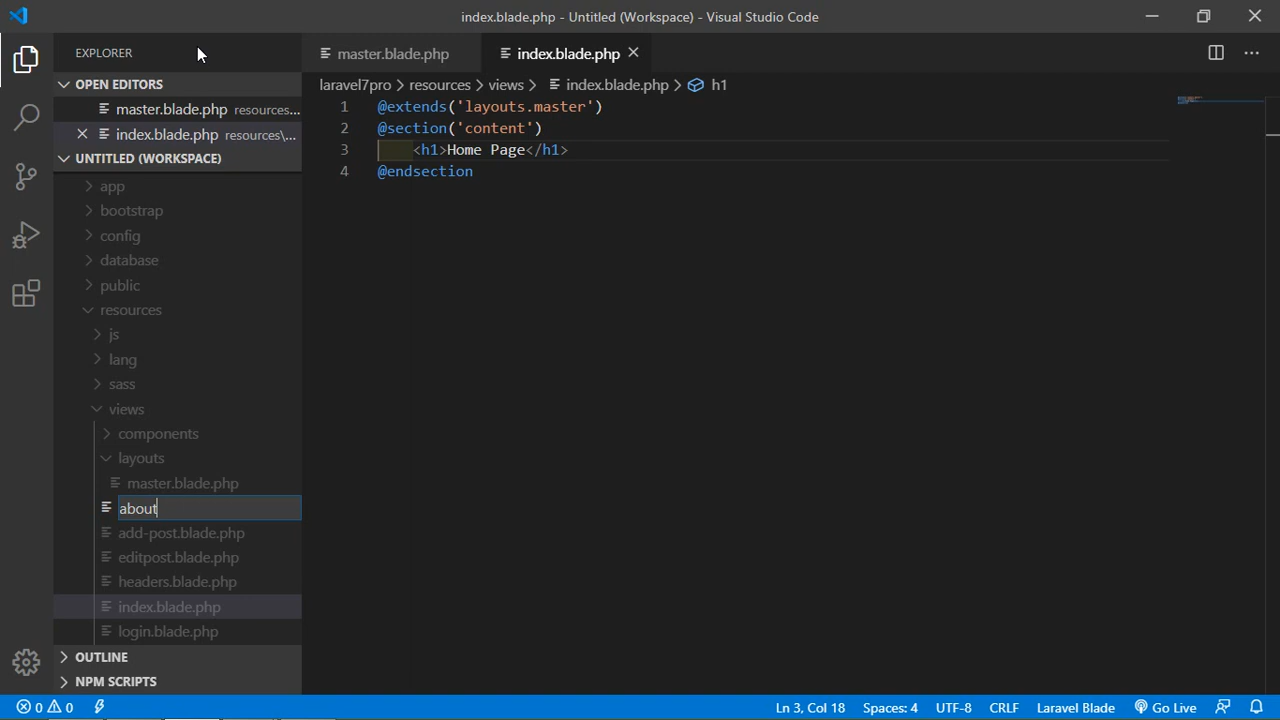 index.blade.php - Untitled (Workspace) - Visual Studio Code
EXPLORER
master.blade.php
index.blade.php
OPEN EDITORS
laravel7pro resources views index.blade.php h1
master.blade.php resources...
index.blade.php resources\...
UNTITLED (WORKSPACE)
1 @extends('layouts.master')
2 @section('content')
3 <h1>Home Page</h1>
4 @endsection
app
bootstrap
config
database
public
resources
js
lang
sass
views
components
layouts
master.blade.php
about
add-post.blade.php
editpost.blade.php
headers.blade.php
index.blade.php
login.blade.php
OUTLINE
NPM SCRIPTS
0 0 Ln 3, Col 18 Spaces: 4 UTF-8 CRLF Laravel Blade Go Live